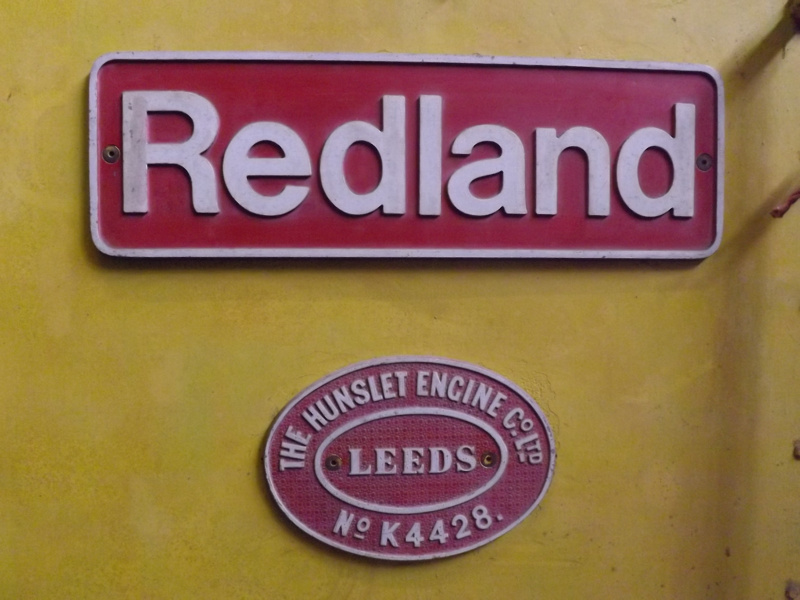 Redland
THE HUNSLET ENGINE Co. LTD
LEEDS
No K4428.